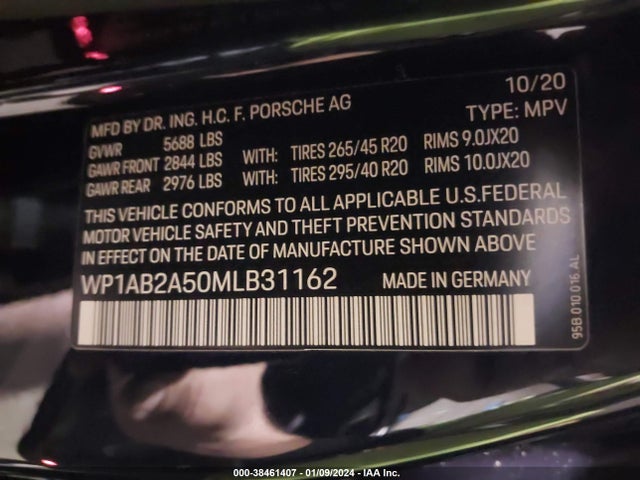 10/20
MFD BY DR. ING. H.C. F. PORSCHE AG TYPE: MPV
GVWR 5688 LBS
GAWR FRONT 2844 LBS WITH: TIRES 265/45 R20 RIMS 9.0JX20
GAWR REAR 2976 LBS WITH: TIRES 295/40 R20 RIMS 10.0JX20
THIS VEHICLE CONFORMS TO ALL APPLICABLE U.S.FEDERAL
MOTOR VEHICLE SAFETY AND THEFT PREVENTION STANDARDS
IN EFFECT ON THE DATE OF MANUFACTURE SHOWN ABOVE
WP1AB2A50MLB31162 MADE IN GERMANY
95B 010 016 AL
000-38461407 - 01/09/2024 - IAA Inc.